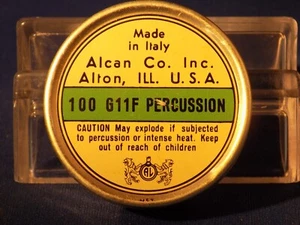 Made
in Italy
Alcan Co. Inc.
Alton, ILL. U.S.A.
100 G11F PERCUSSION
CAUTION May explode if subjected
to percussion or intense heat. Keep
out of reach of children